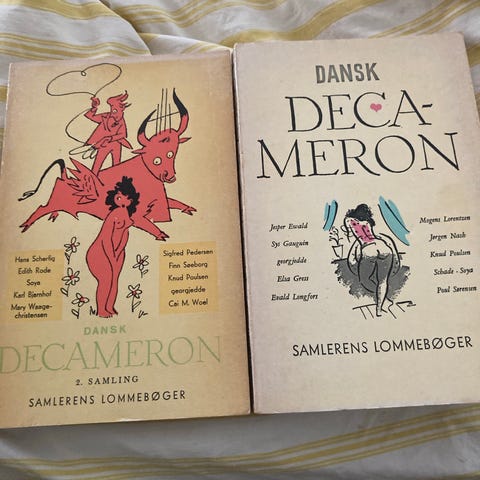 Hans Scherfig
Edith Rode
Soya
Karl Bjarnhof
Mary Waage-
christensen
Sigfred Pedersen
Finn Søeborg
Knud Poulsen
georgjedde
Cai M. Woel
DANSK
DECAMERON
2. SAMLING
SAMLERENS LOMMEBØGER
DANSK
DECA-
MERON
Jesper Ewald
Sys Gauguin
georgjedde
Elsa Gress
Ewald Longfors
Mogens Lorentzen
Jørgen Nash
Knud Poulsen
Schade - Soya
Poul Sørensen
SAMLERENS LOMMEBØGER